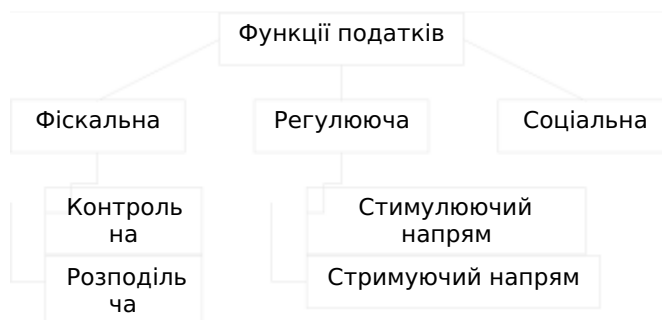 Функції податків
Фіскальна
Регулююча
Соціальна
Контроль
на
Стимулюючий
напрям
Розподіль
ча
Стримуючий напрям